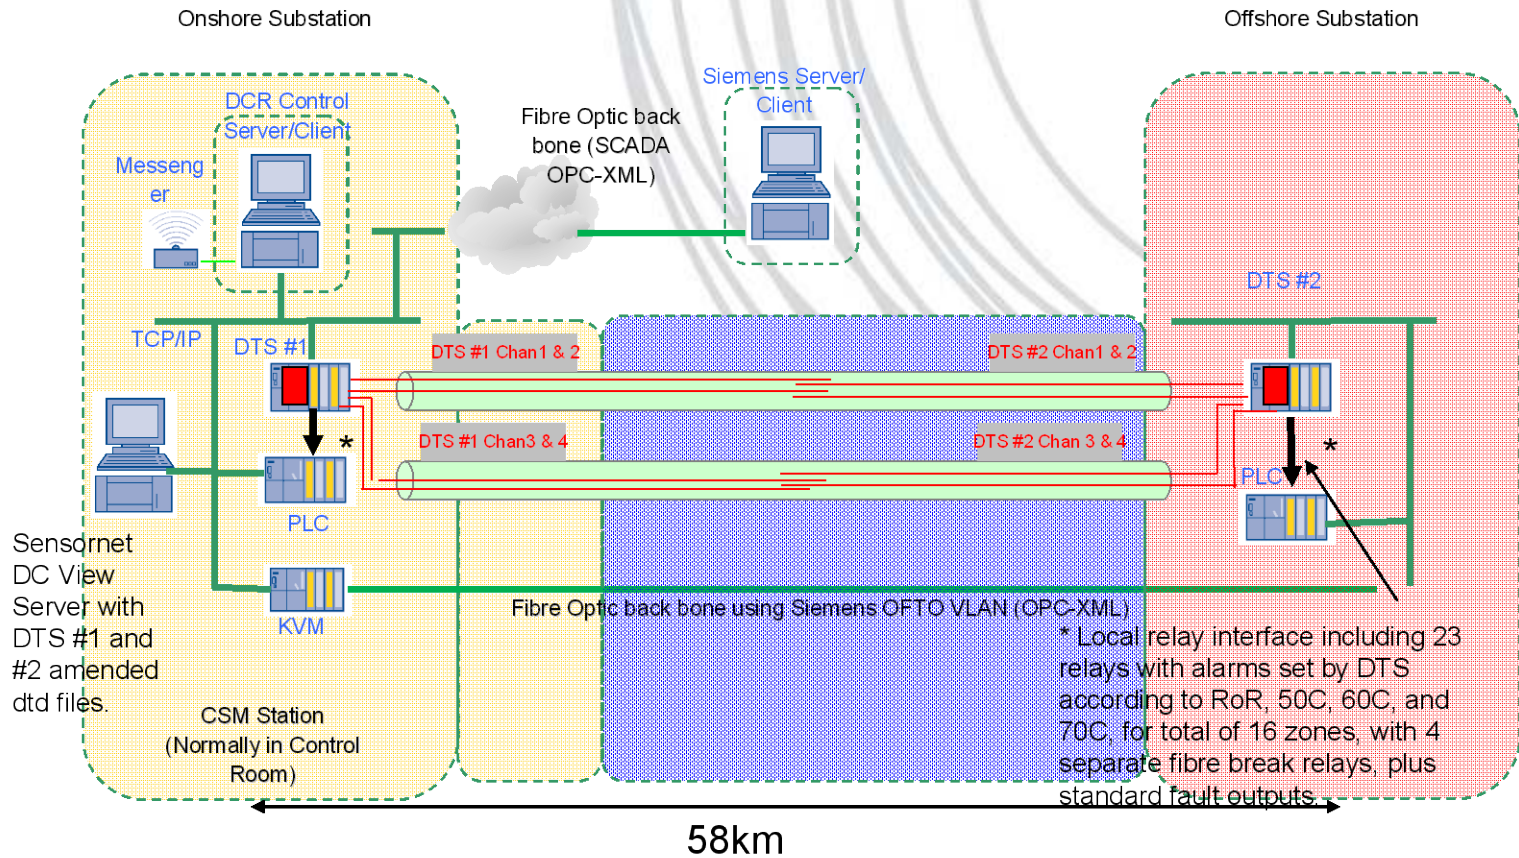 Onshore Substation
Offshore Substation
Siemens Server/
Client
DCR Control
Server/Client
Fibre Optic back
bone (SCADA
OPC-XML)
Messeng
er
DTS #2
TCP/IP
DTS #1
DTS #1 Chan1 & 2
DTS #2 Chan1 & 2
*
DTS #1 Chan3 & 4
DTS #2 Chan 3 & 4
*
PLC
PLC
Sensornet
DC View
Server with
DTS #1 and
#2 amended
dtd files.
KVM
Fibre Optic back bone using Siemens OFTO VLAN (OPC-XML)
* Local relay interface including 23
relays with alarms set by DTS
according to RoR, 50C, 60C, and
70C, for total of 16 zones, with 4
separate fibre break relays, plus
standard fault outputs.
CSM Station
(Normally in Control
Room)
58km